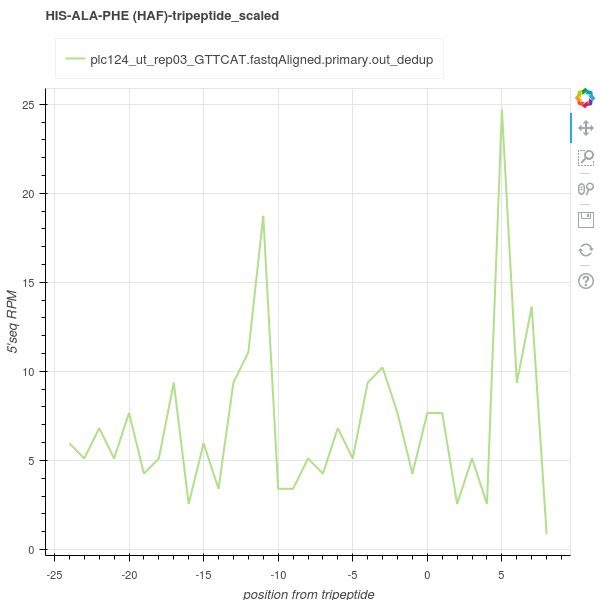 HIS-ALA-PHE (HAF)-tripeptide_scaled
plc124_ut_rep03_GTTCAT.fastqAligned.primary.out_dedup
25
20
15
10
5
0
5'seq RPM
-25 -20 -15 -10 -5 0 5
position from tripeptide